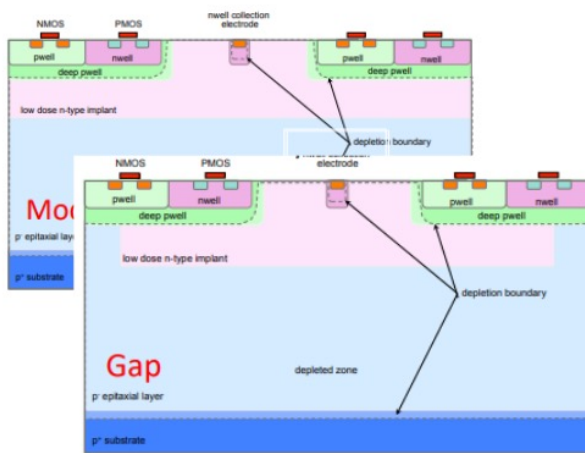 nwell collection
electrode
NMOS PMOS
pwell nwell pwell nwell
deep pwell deep pwell
low dose n-type implant
depletion boundary
p⁻ epitaxial layer
p⁺ substrate
electrode
NMOS PMOS
pwell nwell pwell nwell
deep pwell deep pwell
low dose n-type implant
depletion boundary
Gap
depleted zone
p⁻ epitaxial layer
p⁺ substrate